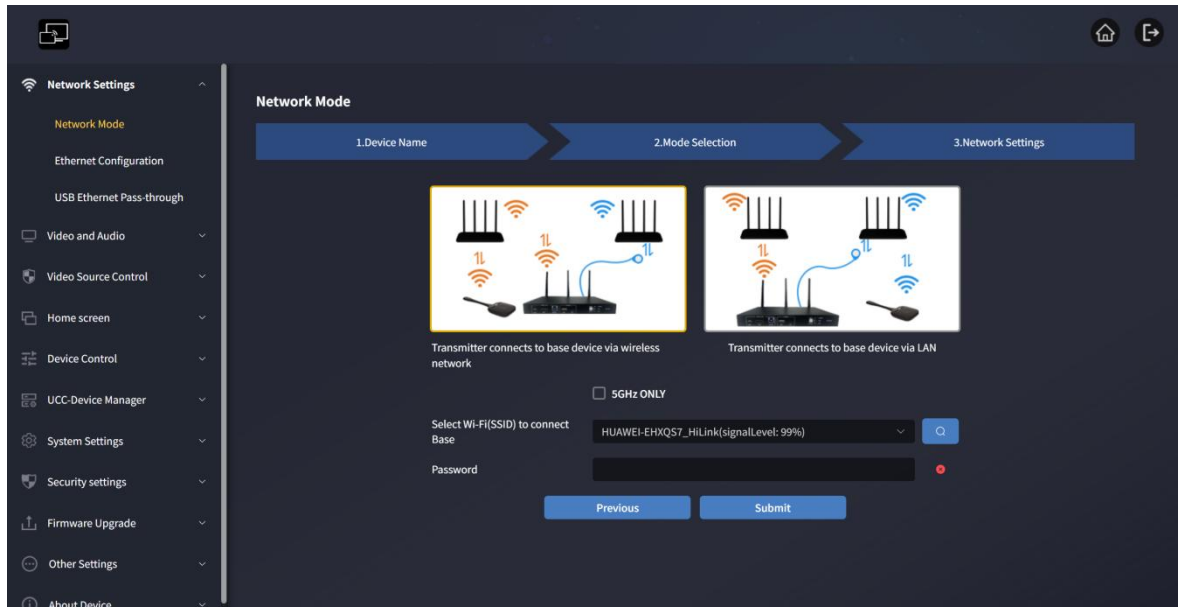 Network Settings
Network Mode
Ethernet Configuration
USB Ethernet Pass-through
Video and Audio
Video Source Control
Home screen
Device Control
UCC-Device Manager
System Settings
Security settings
Firmware Upgrade
Other Settings
About Device
Network Mode
1.Device Name
2.Mode Selection
3.Network Settings
Transmitter connects to base device via wireless
network
Transmitter connects to base device via LAN
5GHz ONLY
Select Wi-Fi(SSID) to connect
Base
HUAWEI-EHXQS7_HiLink(signalLevel: 99%)
Password
Previous
Submit